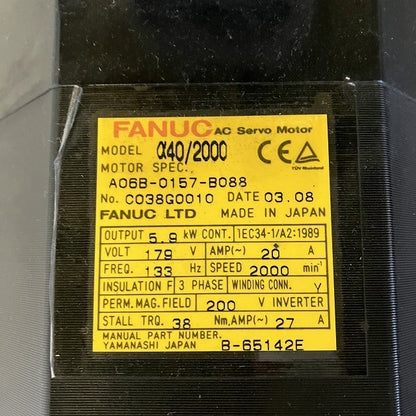 FANUC AC Servo Motor
MODEL α40/2000
MOTOR SPEC.
A06B-0157-B088
No. C038G0010 DATE 03.08
FANUC LTD MADE IN JAPAN
OUTPUT 5.9 kW CONT. IEC34-1/A2:1989
VOLT 179 V AMP(~) 20 A
FREQ. 133 Hz SPEED 2000 min⁻¹
INSULATION F 3 PHASE WINDING CONN. Y
PERM.MAG.FIELD 200 V INVERTER
STALL TRQ. 38 Nm,AMP(~) 27 A
MANUAL PART NUMBER.
YAMANASHI JAPAN B-65142E
CE
TÜV Rheinland